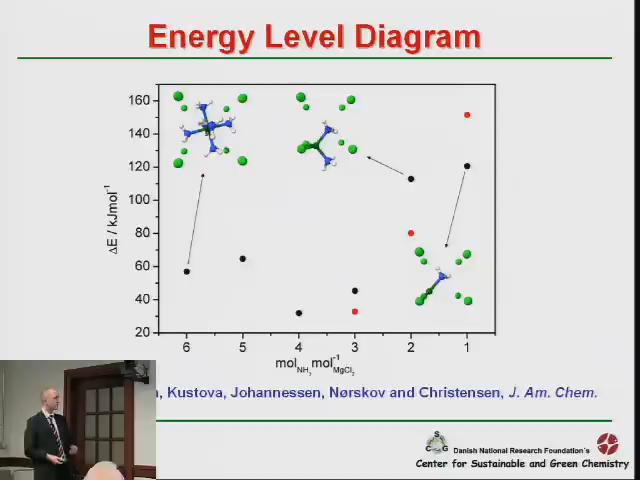 Energy Level Diagram
160
140
120
100
80
60
40
20
ΔE / kJmol⁻¹
6 5 4 3 2 1
mol_NH₃ mol⁻¹_MgCl₂
, Kustova, Johannessen, Nørskov and Christensen, J. Am. Chem.
S
C G
Danish National Research Foundation's
Center for Sustainable and Green Chemistry